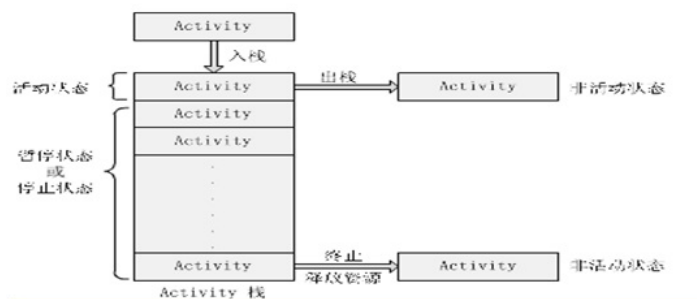 Activity
入栈
活动状态
Activity
出栈
Activity
非活动状态
Activity
Activity
暂停状态
或
停止状态
Activity
终止
释放资源
Activity
非活动状态
Activity 栈